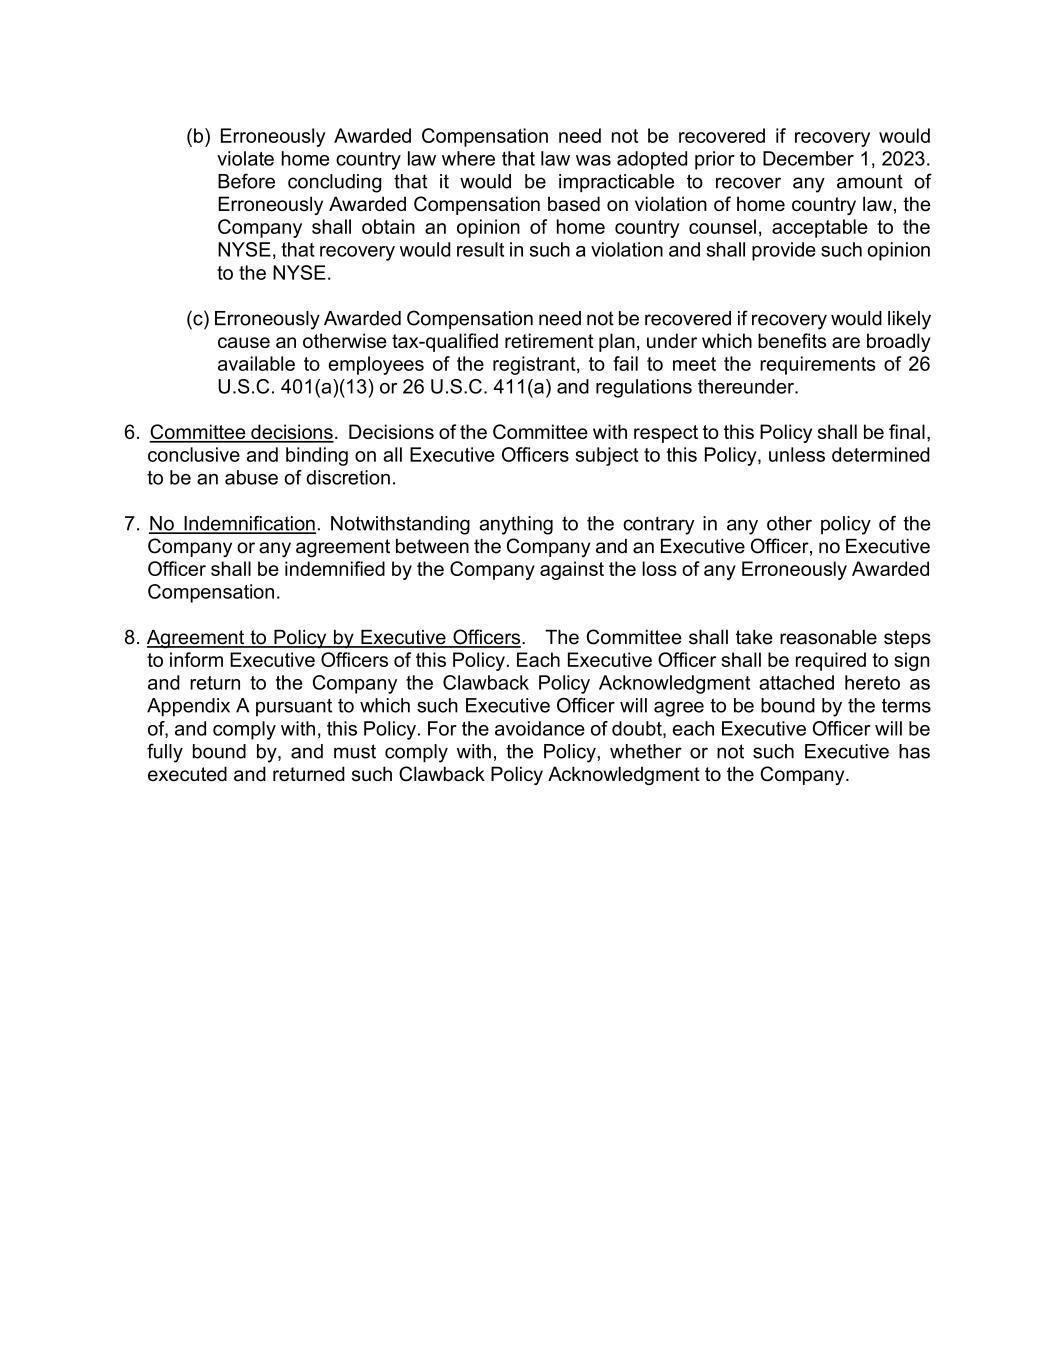 (b) Erroneously Awarded Compensation need not be recovered if recovery would
violate home country law where that law was adopted prior to December 1, 2023.
Before concluding that it would be impracticable to recover any amount of
Erroneously Awarded Compensation based on violation of home country law, the
Company shall obtain an opinion of home country counsel, acceptable to the
NYSE, that recovery would result in such a violation and shall provide such opinion
to the NYSE.
(c) Erroneously Awarded Compensation need not be recovered if recovery would likely
cause an otherwise tax-qualified retirement plan, under which benefits are broadly
available to employees of the registrant, to fail to meet the requirements of 26
U.S.C. 401(a)(13) or 26 U.S.C. 411(a) and regulations thereunder.
6. Committee decisions. Decisions of the Committee with respect to this Policy shall be final,
conclusive and binding on all Executive Officers subject to this Policy, unless determined
to be an abuse of discretion.
7. No Indemnification. Notwithstanding anything to the contrary in any other policy of the
Company or any agreement between the Company and an Executive Officer, no Executive
Officer shall be indemnified by the Company against the loss of any Erroneously Awarded
Compensation.
8. Agreement to Policy by Executive Officers. The Committee shall take reasonable steps
to inform Executive Officers of this Policy. Each Executive Officer shall be required to sign
and return to the Company the Clawback Policy Acknowledgment attached hereto as
Appendix A pursuant to which such Executive Officer will agree to be bound by the terms
of, and comply with, this Policy. For the avoidance of doubt, each Executive Officer will be
fully bound by, and must comply with, the Policy, whether or not such Executive has
executed and returned such Clawback Policy Acknowledgment to the Company.